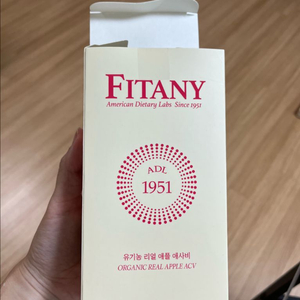 FITANY
American Dietary Labs Since 1951
ADL
1951
유기농 리얼 애플 애사비
ORGANIC REAL APPLE ACV